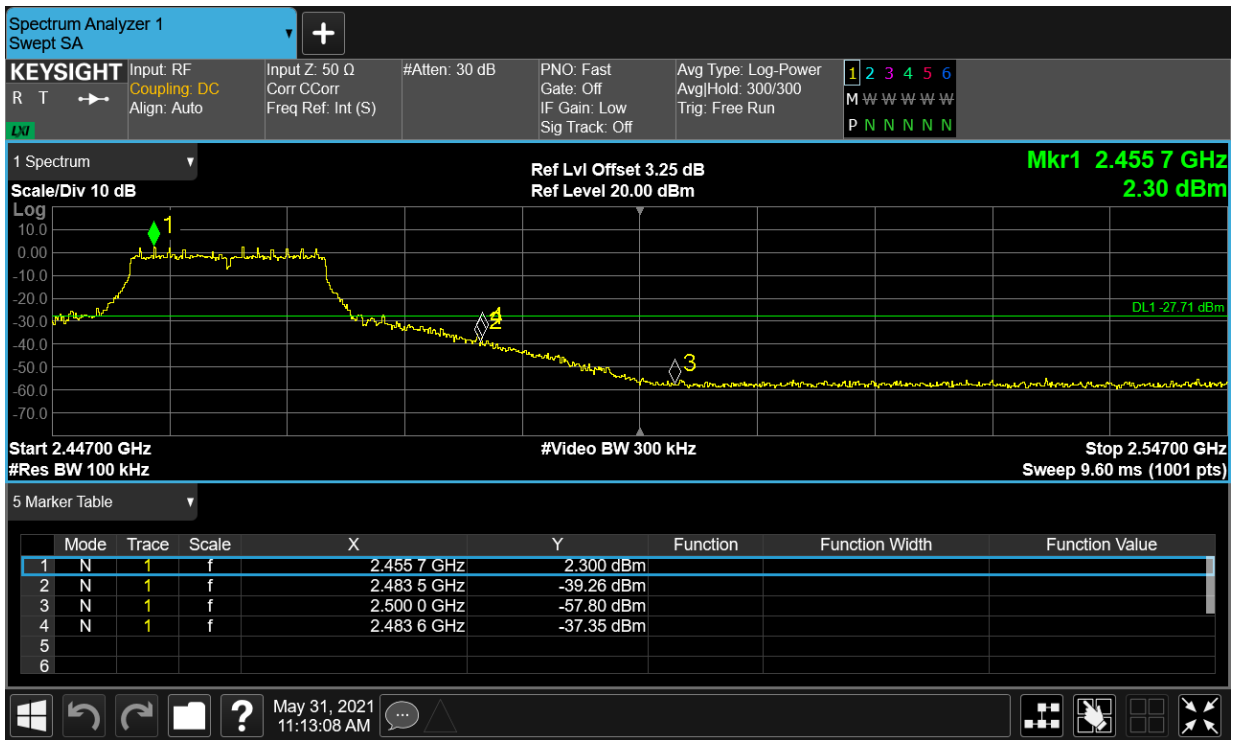 Spectrum Analyzer 1
Swept SA
+
KEYSIGHT
R T
LXI
Input: RF
Coupling: DC
Align: Auto
Input Z: 50 Ω
Corr CCorr
Freq Ref: Int (S)
#Atten: 30 dB
PNO: Fast
Gate: Off
IF Gain: Low
Sig Track: Off
Avg Type: Log-Power
Avg|Hold: 300/300
Trig: Free Run
1 2 3 4 5 6
M W W W W W
P N N N N N
1 Spectrum
Scale/Div 10 dB
Ref Lvl Offset 3.25 dB
Ref Level 20.00 dBm
Mkr1 2.455 7 GHz
2.30 dBm
Log
10.0
0.00
-10.0
-20.0
-30.0
-40.0
-50.0
-60.0
-70.0
1
4
2
3
DL1 -27.71 dBm
Start 2.44700 GHz
#Res BW 100 kHz
#Video BW 300 kHz
Stop 2.54700 GHz
Sweep 9.60 ms (1001 pts)
5 Marker Table
Mode Trace Scale X Y Function Function Width Function Value
1 N 1 f 2.455 7 GHz 2.300 dBm
2 N 1 f 2.483 5 GHz -39.26 dBm
3 N 1 f 2.500 0 GHz -57.80 dBm
4 N 1 f 2.483 6 GHz -37.35 dBm
5
6
?
May 31, 2021
11:13:08 AM